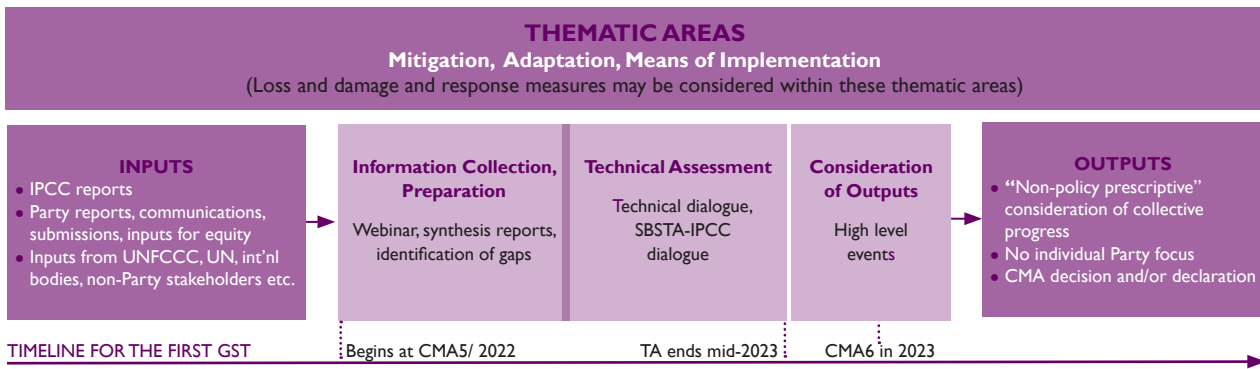 THEMATIC AREAS
Mitigation, Adaptation, Means of Implementation
(Loss and damage and response measures may be considered within these thematic areas)
INPUTS
• IPCC reports
• Party reports, communications,
submissions, inputs for equity
• Inputs from UNFCCC, UN, int'nl
bodies, non-Party stakeholders etc.
Information Collection,
Preparation
Webinar, synthesis reports,
identification of gaps
Technical Assessment
Technical dialogue,
SBSTA-IPCC
dialogue
Consideration
of Outputs
High level
events
OUTPUTS
• “Non-policy prescriptive”
consideration of collective
progress
• No individual Party focus
• CMA decision and/or declaration
TIMELINE FOR THE FIRST GST
Begins at CMA5/ 2022
TA ends mid-2023
CMA6 in 2023